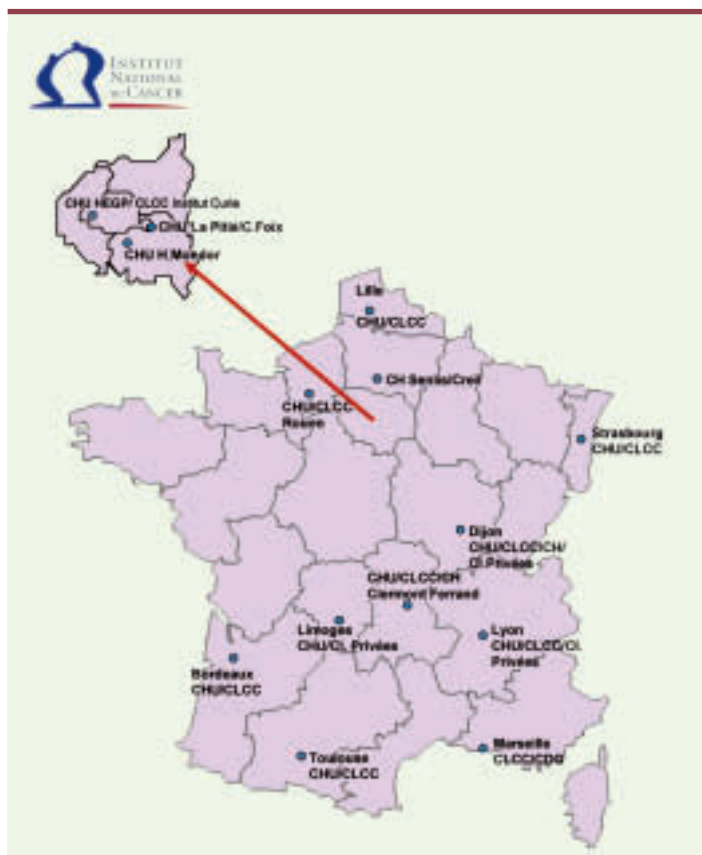 INSTITUT
NATIONAL
DU CANCER
CHU HEGP/ CLCC Institut Curie
CHU La Pitié/C.Foix
CHU H.Mondor
Lille
CHU/CLCC
CH Senlis/Creil
CHU/CLCC
Rouen
Strasbourg
CHU/CLCC
Dijon
CHU/CLCC/CH/
Cl.Privées
CHU/CLCC/CH
Clermont Ferrand
Limoges
CHU/Cl. Privées
Lyon
CHU/CLCC/Cl.
Privées
Bordeaux
CHU/CLCC
Toulouse
CHU/CLCC
Marseille
CLCC/CDG